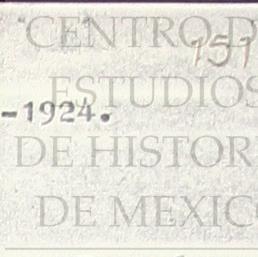 CENTRO D
151
ESTUDIOS
-1924.
DE HISTOR
DE MEXIC